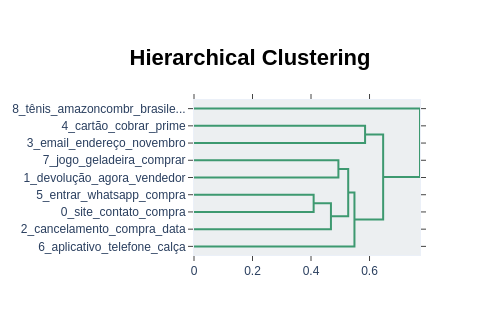 Hierarchical Clustering
8_tênis_amazoncombr_brasile...
4_cartão_cobrar_prime
3_email_endereço_novembro
7_jogo_geladeira_comprar
1_devolução_agora_vendedor
5_entrar_whatsapp_compra
0_site_contato_compra
2_cancelamento_compra_data
6_aplicativo_telefone_calça
0 0.2 0.4 0.6